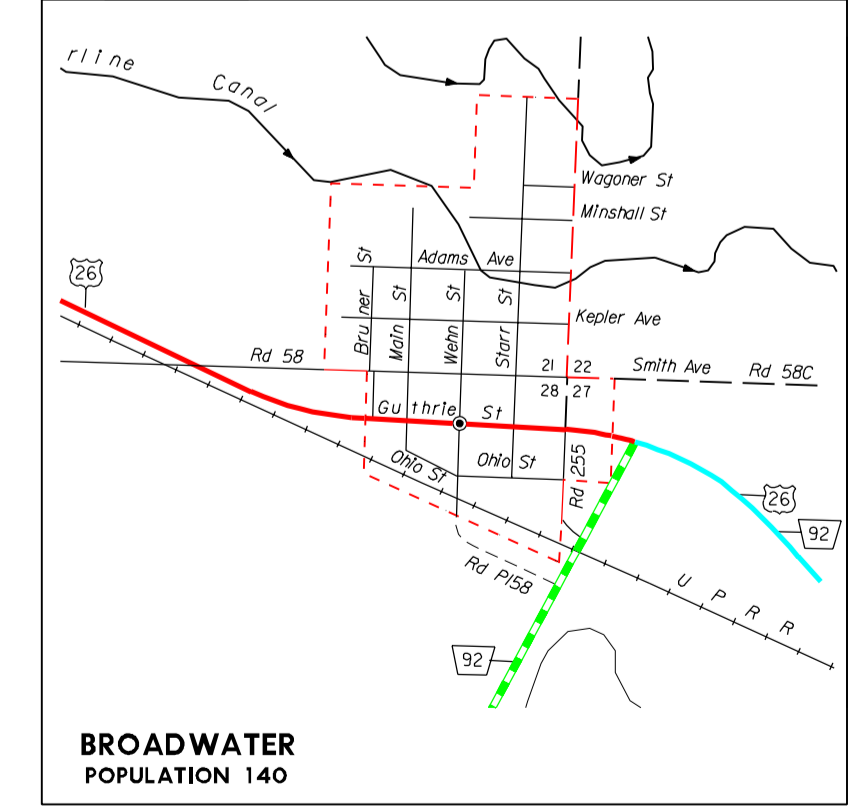 rline Canal
Wagoner St
Minshall St
Adams Ave
26
Bruner St
Main St
Wehn St
Starr St
Kepler Ave
Rd 58
21 22
Smith Ave Rd 58C
28 27
Guthrie St
Ohio St
Ohio St
Rd 255
26
92
Rd P158
U P R R
92
BROADWATER
POPULATION 140